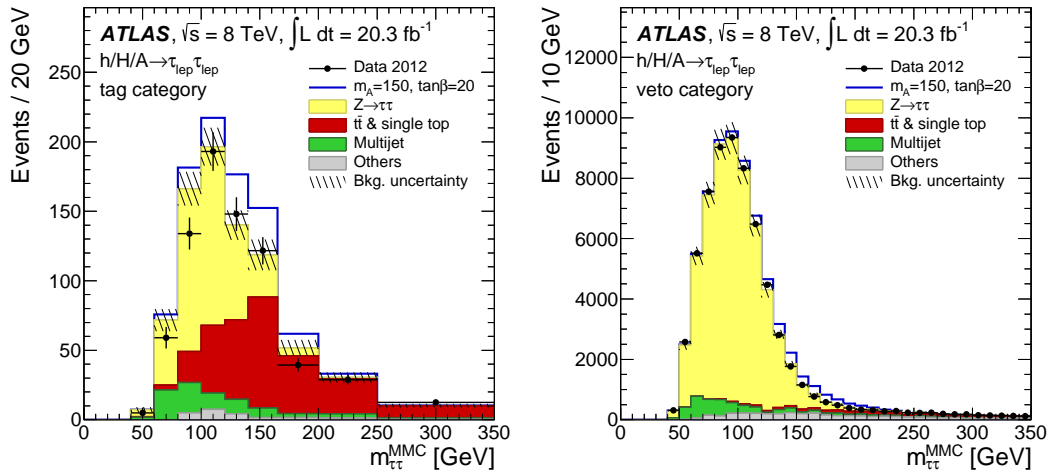 ATLAS, √s = 8 TeV, ∫L dt = 20.3 fb⁻¹
h/H/A→τlepτlep
tag category
Data 2012
mA=150, tanβ=20
Z→ττ
tt̄ & single top
Multijet
Others
Bkg. uncertainty
Events / 20 GeV
250
200
150
100
50
0
0 50 100 150 200 250 300 350
mττMMC [GeV]
ATLAS, √s = 8 TeV, ∫L dt = 20.3 fb⁻¹
h/H/A→τlepτlep
veto category
Data 2012
mA=150, tanβ=20
Z→ττ
tt̄ & single top
Multijet
Others
Bkg. uncertainty
Events / 10 GeV
12000
10000
8000
6000
4000
2000
0
0 50 100 150 200 250 300 350
mττMMC [GeV]